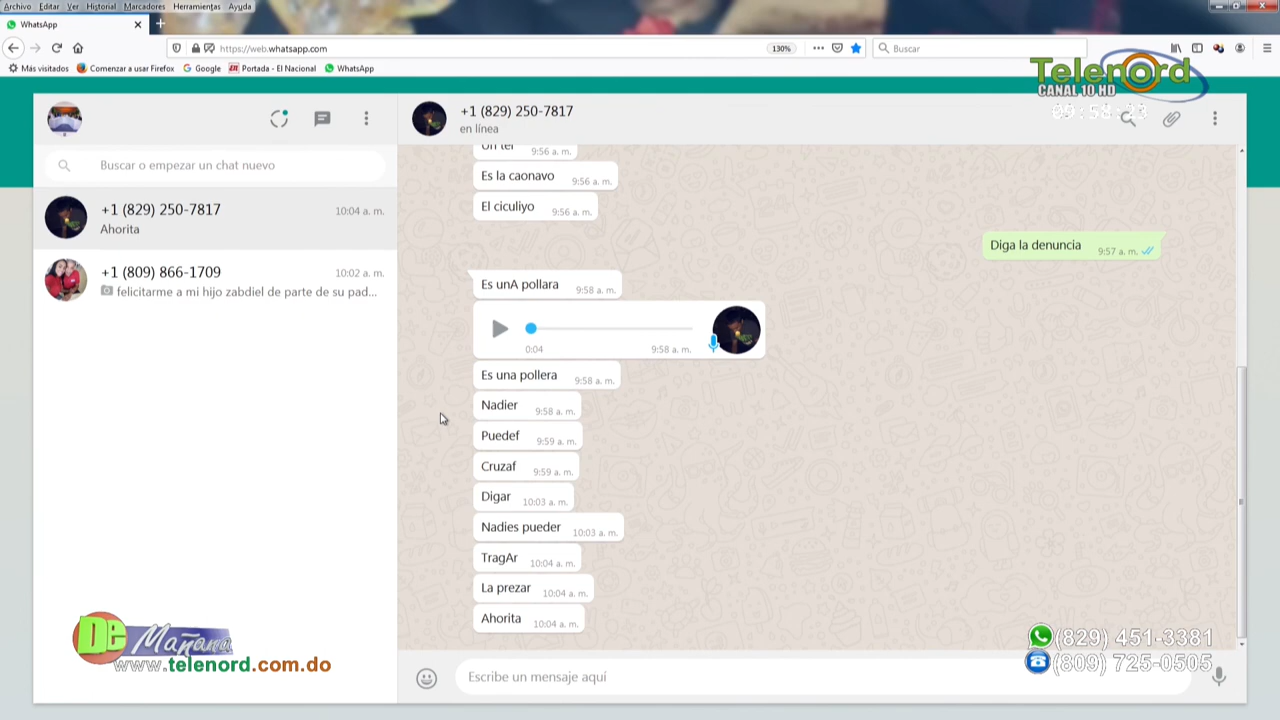 Archivo Editar Ver Historial Marcadores Herramientas Ayuda
WhatsApp
https://web.whatsapp.com
130%
Buscar
Más visitados Comenzar a usar Firefox Google Portada - El Nacional WhatsApp
Telenord
CANAL 10 HD
+1 (829) 250-7817
en línea
Buscar o empezar un chat nuevo
+1 (829) 250-7817 10:04 a. m.
Ahorita
+1 (809) 866-1709 10:02 a. m.
felicitarme a mi hijo zabdiel de parte de su pad...
9:56 a. m.
Es la caonavo 9:56 a. m.
El ciculiyo 9:56 a. m.
Diga la denuncia 9:57 a. m.
Es unA pollara 9:58 a. m.
0:04 9:58 a. m.
Es una pollera 9:58 a. m.
Nadier 9:58 a. m.
Puedef 9:59 a. m.
Cruzaf 9:59 a. m.
Digar 10:03 a. m.
Nadies pueder 10:03 a. m.
TragAr 10:04 a. m.
La prezar 10:04 a. m.
Ahorita 10:04 a. m.
Escribe un mensaje aquí
De Mañana
www.telenord.com.do
(829) 451-3381
(809) 725-0505